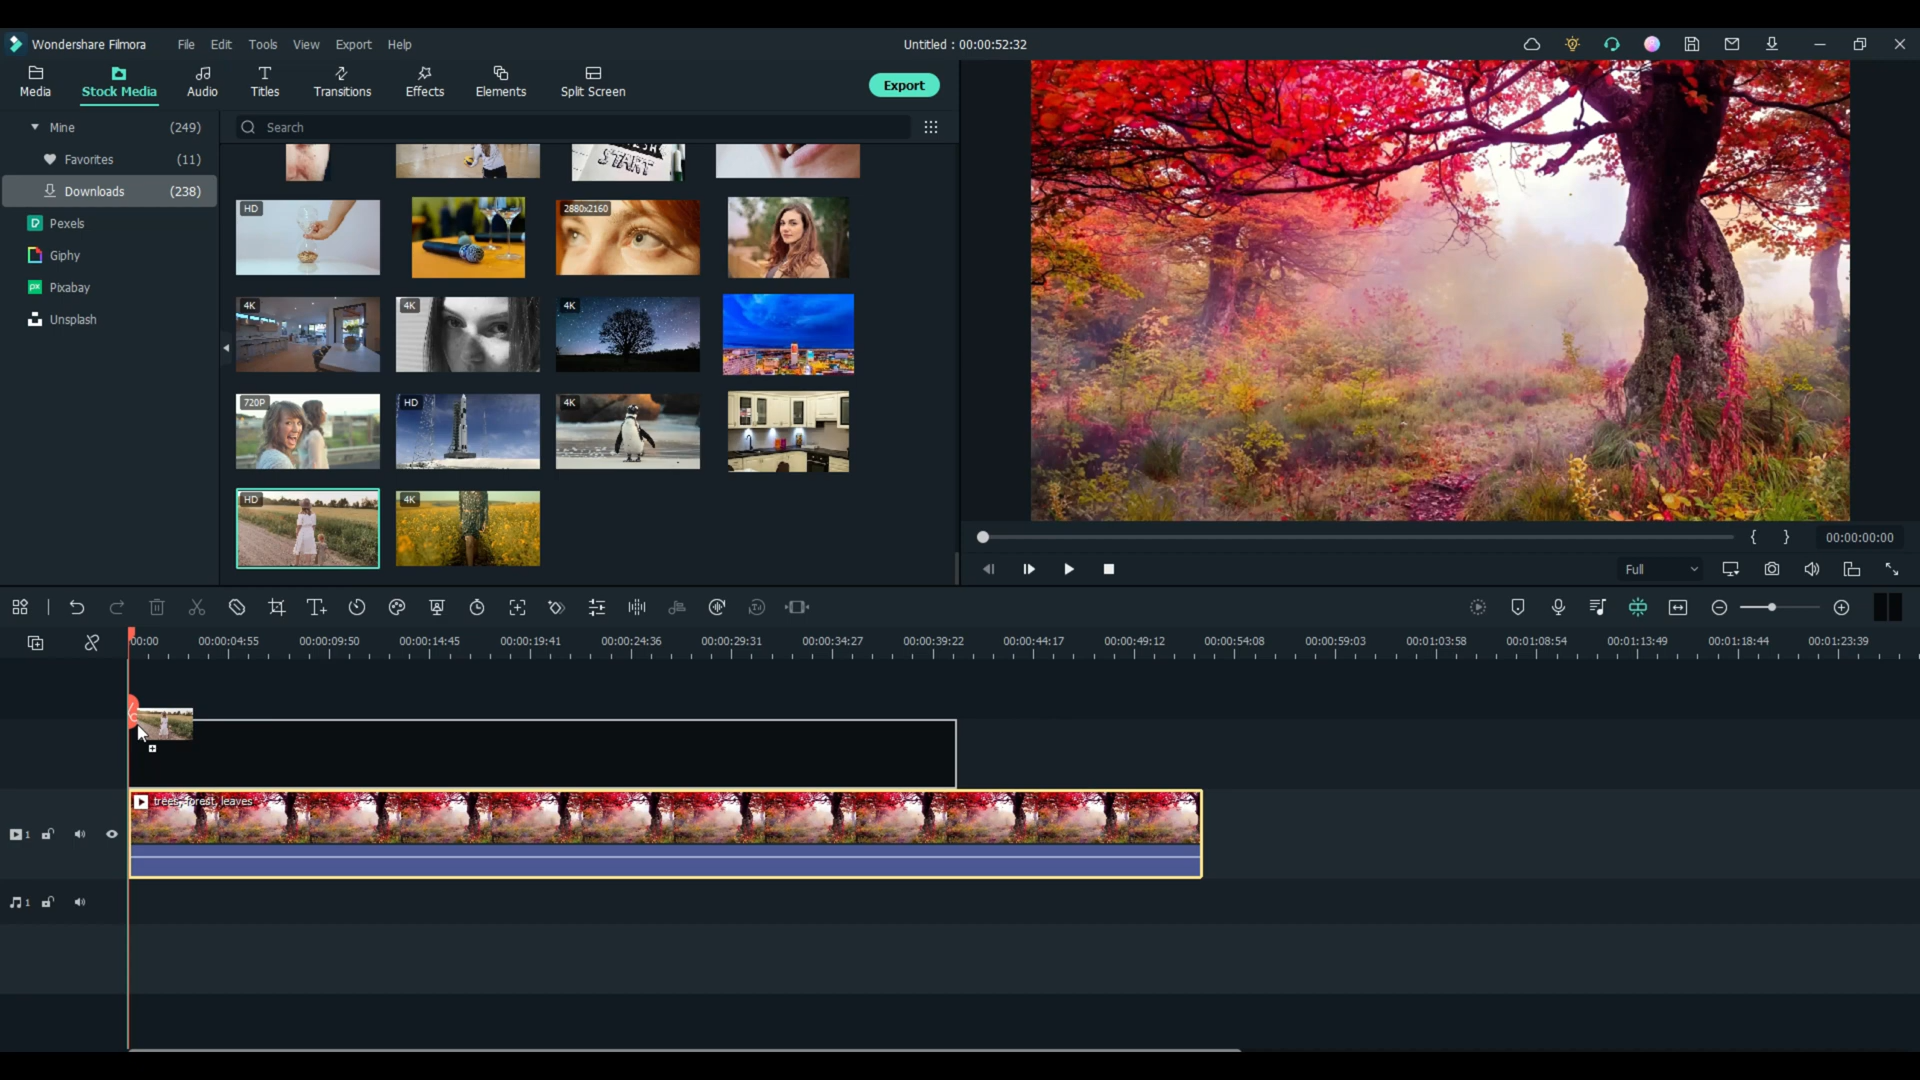 Wondershare Filmora File Edit Tools View Export Help Untitled : 00:00:52:32
Media Stock Media Audio Titles Transitions Effects Elements Split Screen Export
Mine (249) Search
Favorites (11)
START
Downloads (238)
HD 2880x2160
Pexels
Giphy
Pixabay
4K 4K 4K
Unsplash
720P HD 4K
HD 4K
{ } 00:00:00:00
Full
00:00 00:00:04:55 00:00:09:50 00:00:14:45 00:00:19:41 00:00:24:36 00:00:29:31 00:00:34:27 00:00:39:22 00:00:44:17 00:00:49:12 00:00:54:08 00:00:59:03 00:01:03:58 00:01:08:54 00:01:13:49 00:01:18:44 00:01:23:39
trees, forest, leaves
1
1